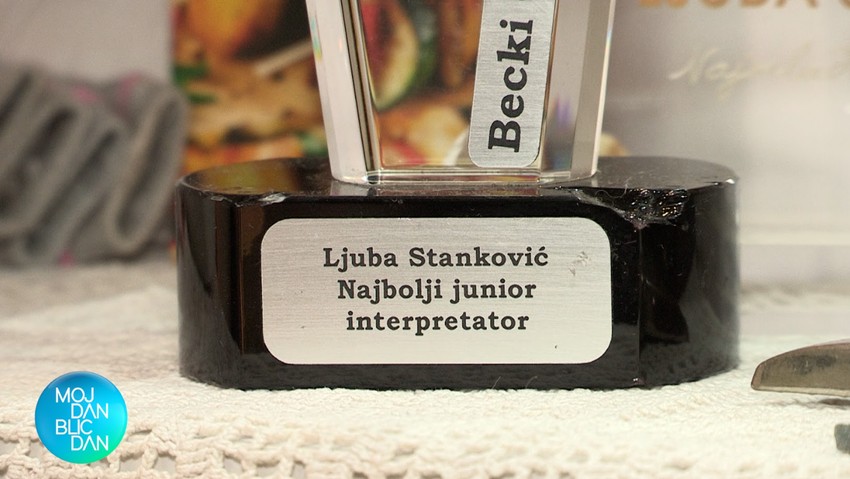 Becki
Ljuba Stanković
Najbolji junior
interpretator
MOJ
DAN
BLIC
DAN